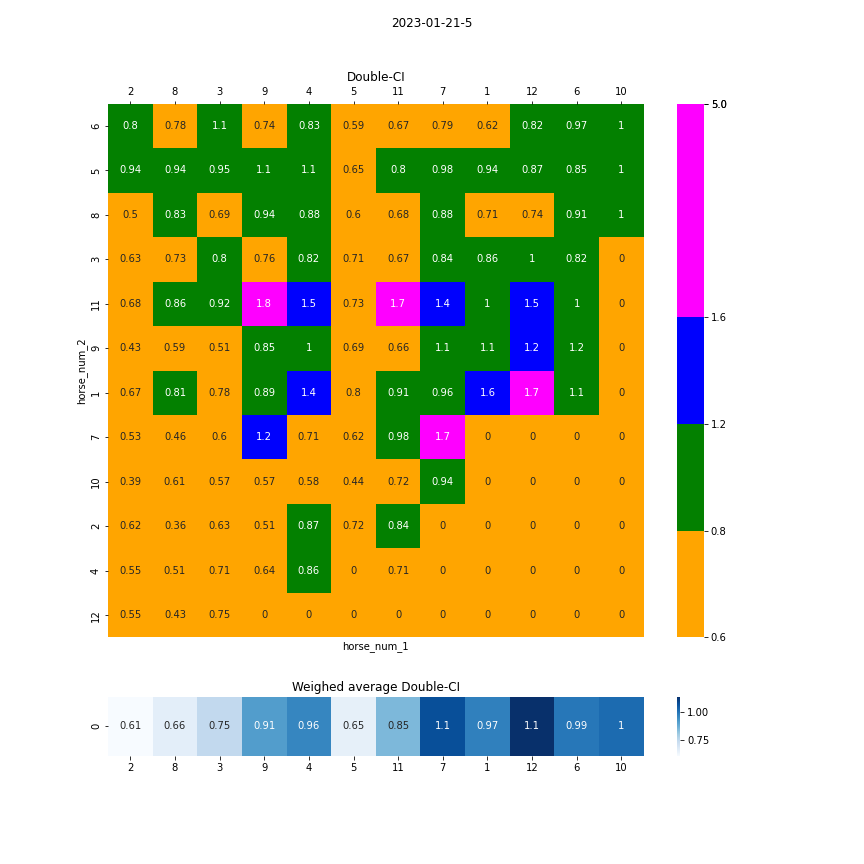 2023-01-21-5
Double-CI
2 8 3 9 4 5 11 7 1 12 6 10
6 0.8 0.78 1.1 0.74 0.83 0.59 0.67 0.79 0.62 0.82 0.97 1
5 0.94 0.94 0.95 1.1 1.1 0.65 0.8 0.98 0.94 0.87 0.85 1
8 0.5 0.83 0.69 0.94 0.88 0.6 0.68 0.88 0.71 0.74 0.91 1
3 0.63 0.73 0.8 0.76 0.82 0.71 0.67 0.84 0.86 1 0.82 0
11 0.68 0.86 0.92 1.8 1.5 0.73 1.7 1.4 1 1.5 1 0
9 0.43 0.59 0.51 0.85 1 0.69 0.66 1.1 1.1 1.2 1.2 0
1 0.67 0.81 0.78 0.89 1.4 0.8 0.91 0.96 1.6 1.7 1.1 0
7 0.53 0.46 0.6 1.2 0.71 0.62 0.98 1.7 0 0 0 0
10 0.39 0.61 0.57 0.57 0.58 0.44 0.72 0.94 0 0 0 0
2 0.62 0.36 0.63 0.51 0.87 0.72 0.84 0 0 0 0 0
4 0.55 0.51 0.71 0.64 0.86 0 0.71 0 0 0 0 0
12 0.55 0.43 0.75 0 0 0 0 0 0 0 0 0
horse_num_2
horse_num_1
5.0
1.6
1.2
0.8
0.6
Weighed average Double-CI
0 0.61 0.66 0.75 0.91 0.96 0.65 0.85 1.1 0.97 1.1 0.99 1
2 8 3 9 4 5 11 7 1 12 6 10
1.00
0.75